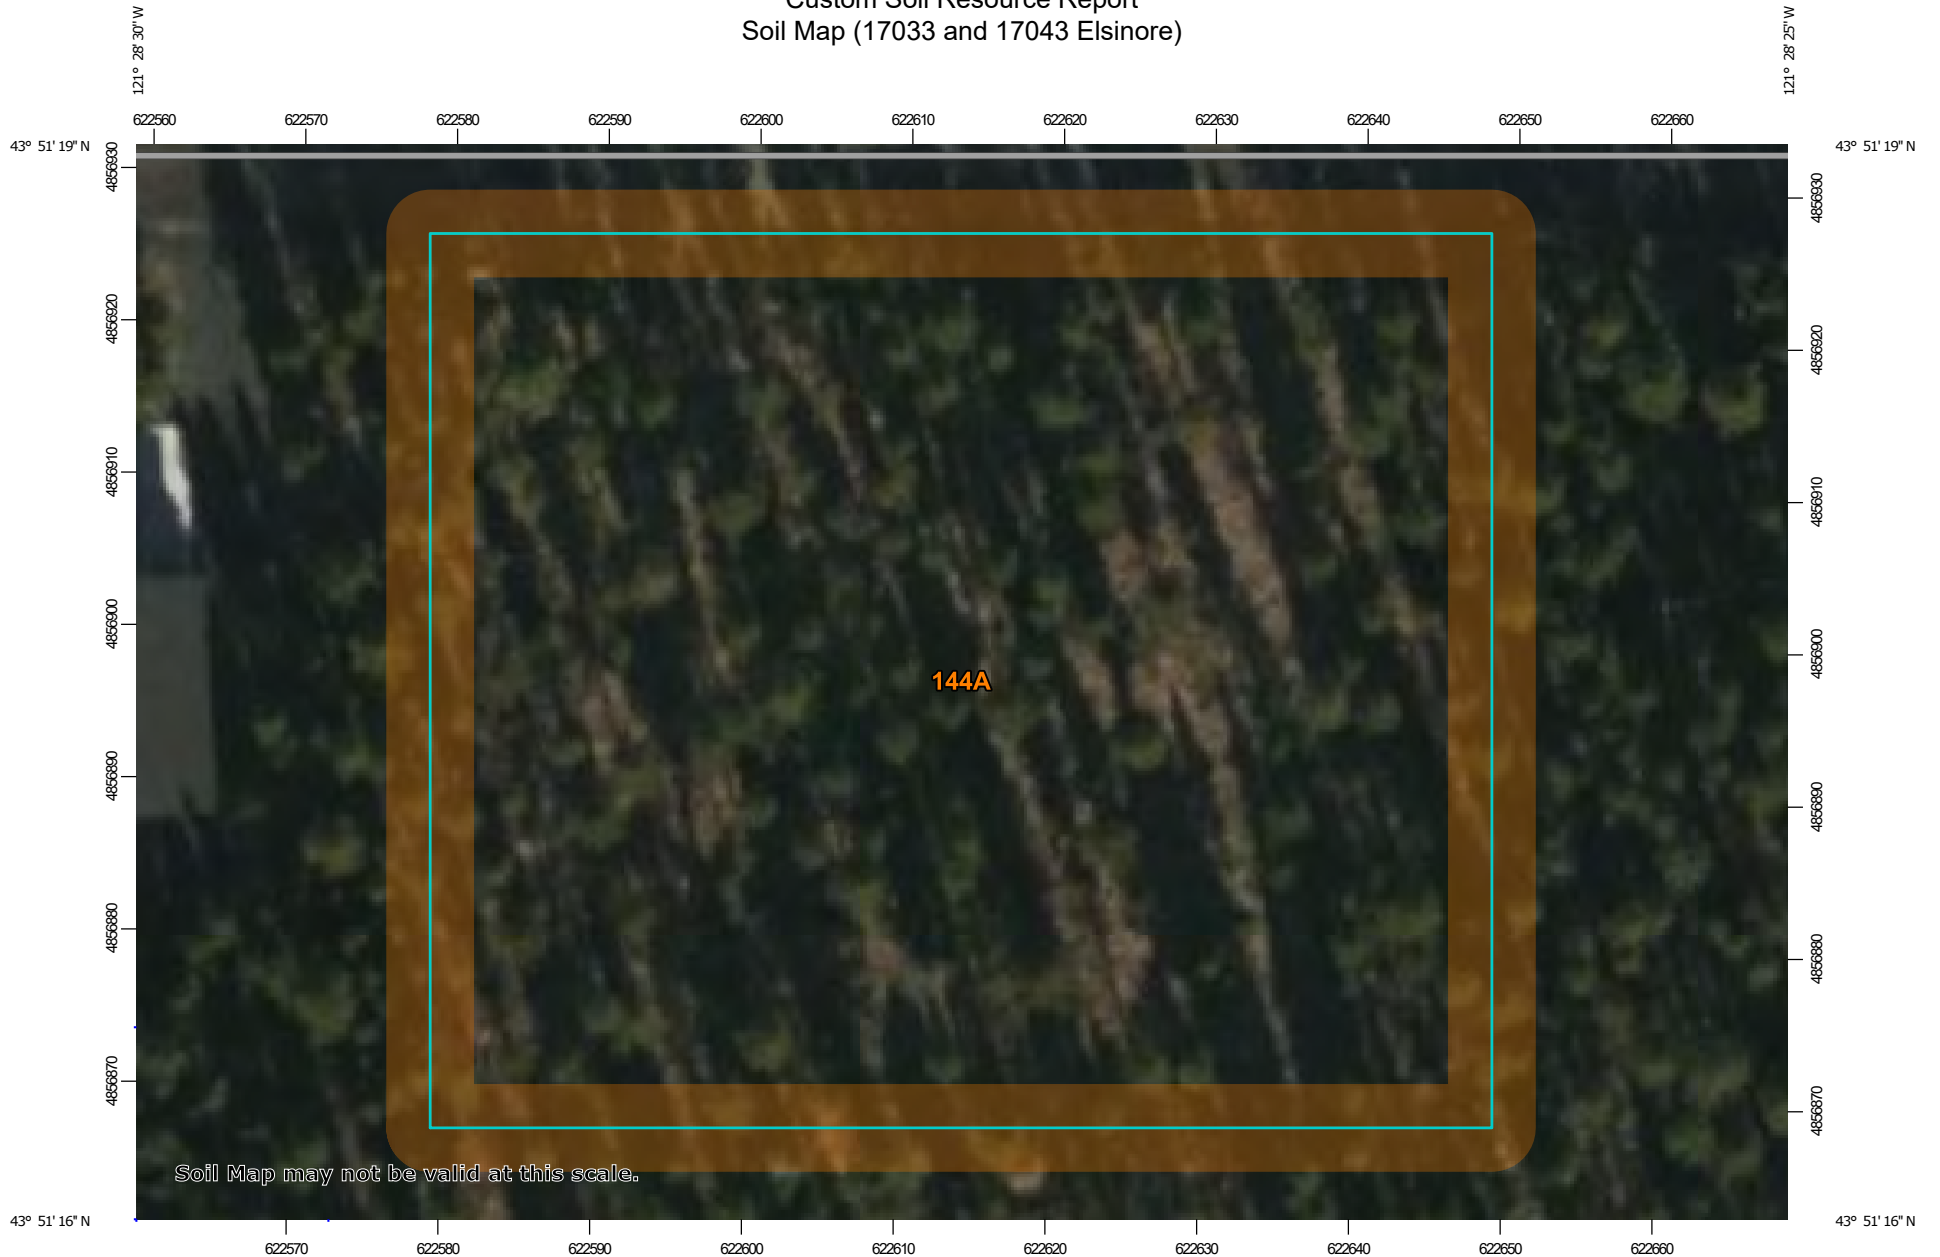 Custom Soil Resource Report
Soil Map (17033 and 17043 Elsinore)
121° 28' 30'' W
121° 28' 25'' W
622560 622570 622580 622590 622600 622610 622620 622630 622640 622650 622660
43° 51' 19'' N
43° 51' 19'' N
4856930
4856930
4856920
4856920
4856910
4856910
4856900
4856900
144A
4856890
4856890
4856880
4856880
4856870
4856870
Soil Map may not be valid at this scale.
43° 51' 16'' N
43° 51' 16'' N
622570 622580 622590 622600 622610 622620 622630 622640 622650 622660